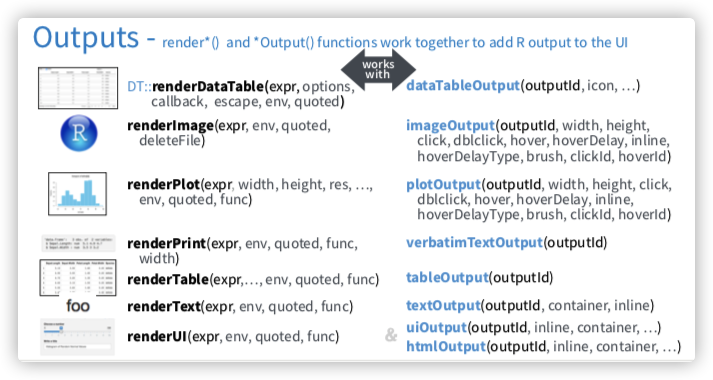 Outputs - render*() and *Output() functions work together to add R output to the UI
works
with
DT::renderDataTable(expr, options,
callback, escape, env, quoted)
dataTableOutput(outputId, icon, …)
R
renderImage(expr, env, quoted,
deleteFile)
imageOutput(outputId, width, height,
click, dblclick, hover, hoverDelay, inline,
hoverDelayType, brush, clickId, hoverId)
renderPlot(expr, width, height, res, …,
env, quoted, func)
plotOutput(outputId, width, height, click,
dblclick, hover, hoverDelay, inline,
hoverDelayType, brush, clickId, hoverId)
renderPrint(expr, env, quoted, func,
width)
verbatimTextOutput(outputId)
renderTable(expr,…, env, quoted, func)
tableOutput(outputId)
foo
renderText(expr, env, quoted, func)
textOutput(outputId, container, inline)
renderUI(expr, env, quoted, func)
&
uiOutput(outputId, inline, container, …)
htmlOutput(outputId, inline, container, …)